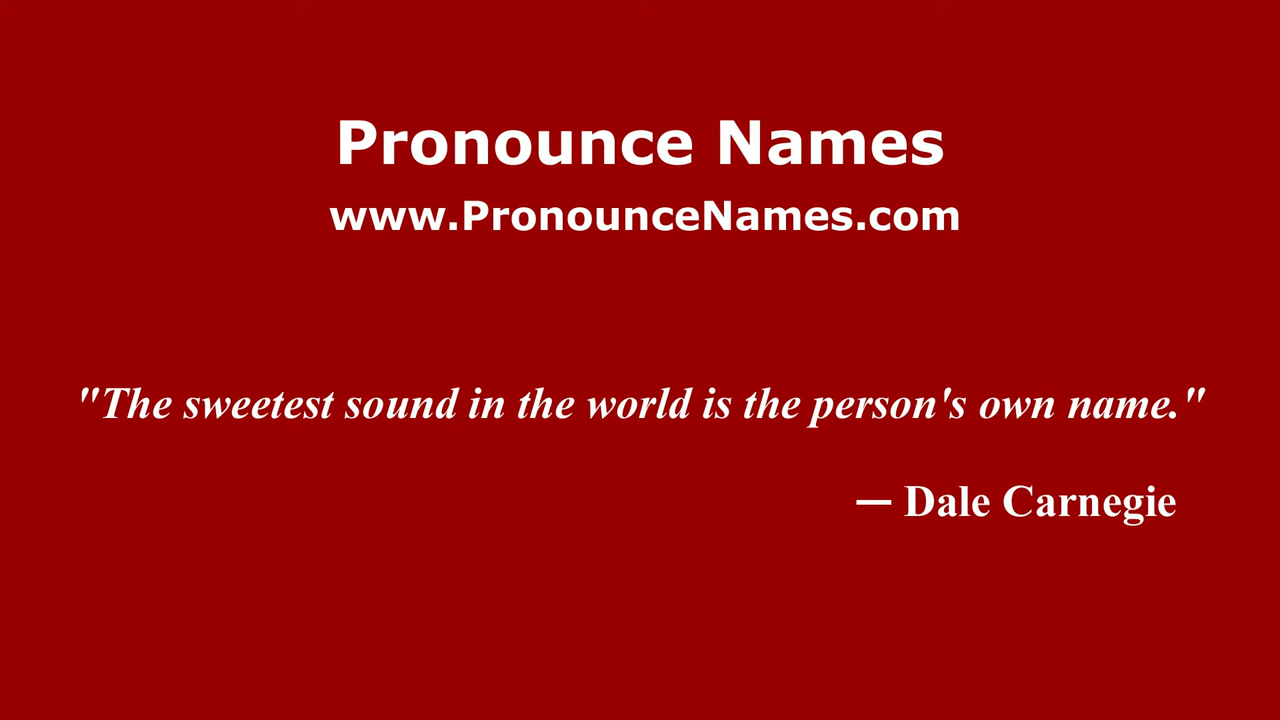 Pronounce Names
www.PronounceNames.com
"The sweetest sound in the world is the person's own name."
— Dale Carnegie